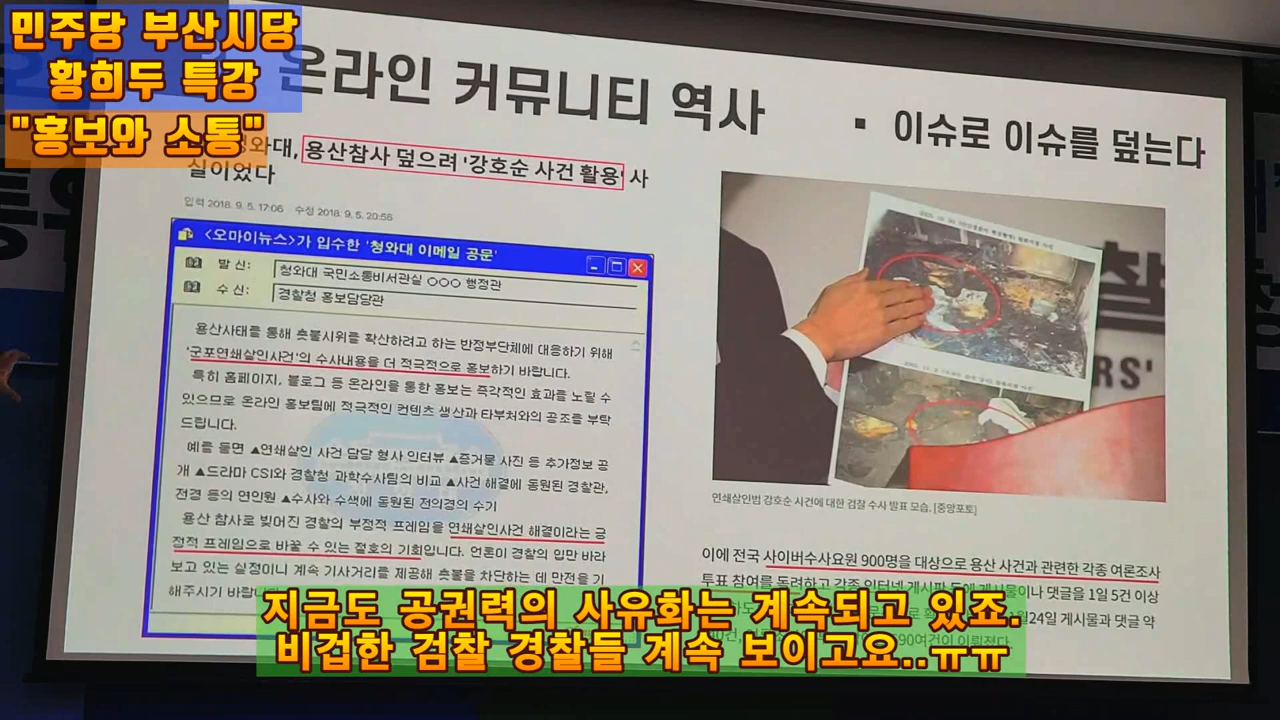 민주당 부산시당
황희두 특강
"홍보와 소통"
온라인 커뮤니티 역사
▪ 이슈로 이슈를 덮는다
청와대, 용산참사 덮으려 '강호순 사건 활용' 사
실이었다
입력 2018. 9. 5. 17:06 수정 2018. 9. 5. 20:56
<오마이뉴스>가 입수한 '청와대 이메일 공문'
발 신: 청와대 국민소통비서관실 ○○○ 행정관
수 신: 경찰청 홍보담당관
용산사태를 통해 촛불시위를 확산하려고 하는 반정부단체에 대응하기 위해
'군포연쇄살인사건'의 수사내용을 더 적극적으로 홍보하기 바랍니다.
특히 홈페이지, 블로그 등 온라인을 통한 홍보는 즉각적인 효과를 노릴 수
있으므로 온라인 홍보팀에 적극적인 컨텐츠 생산과 타부처와의 공조를 부탁
드립니다.
예를 들면 ▲연쇄살인 사건 담당 형사 인터뷰 ▲증거물 사진 등 추가정보 공
개 ▲드라마 CSI와 경찰청 과학수사팀의 비교 ▲사건 해결에 동원된 경찰관,
전경 등의 연인원 ▲수사와 수색에 동원된 전의경의 수기
용산 참사로 빚어진 경찰의 부정적 프레임을 연쇄살인사건 해결이라는 긍
정적 프레임으로 바꿀 수 있는 절호의 기회입니다. 언론이 경찰의 입만 바라
보고 있는 실정이니 계속 기사거리를 제공해 촛불을 차단하는 데 만전을 기
해주시기 바랍니다
찰
RS'
연쇄살인범 강호순 사건에 대한 검찰 수사 발표 모습. [중앙포토]
이에 전국 사이버수사요원 900명을 대상으로 용산 사건과 관련한 각종 여론조사
투표 참여를 독려하고 각종 인터넷 게시판 등에 게시물이나 댓글을 1일 5건 이상
24일 게시물과 댓글 약
90여건이 이뤄졌다.
지금도 공권력의 사유화는 계속되고 있죠.
비겁한 검찰 경찰들 계속 보이고요..ㅠㅠ